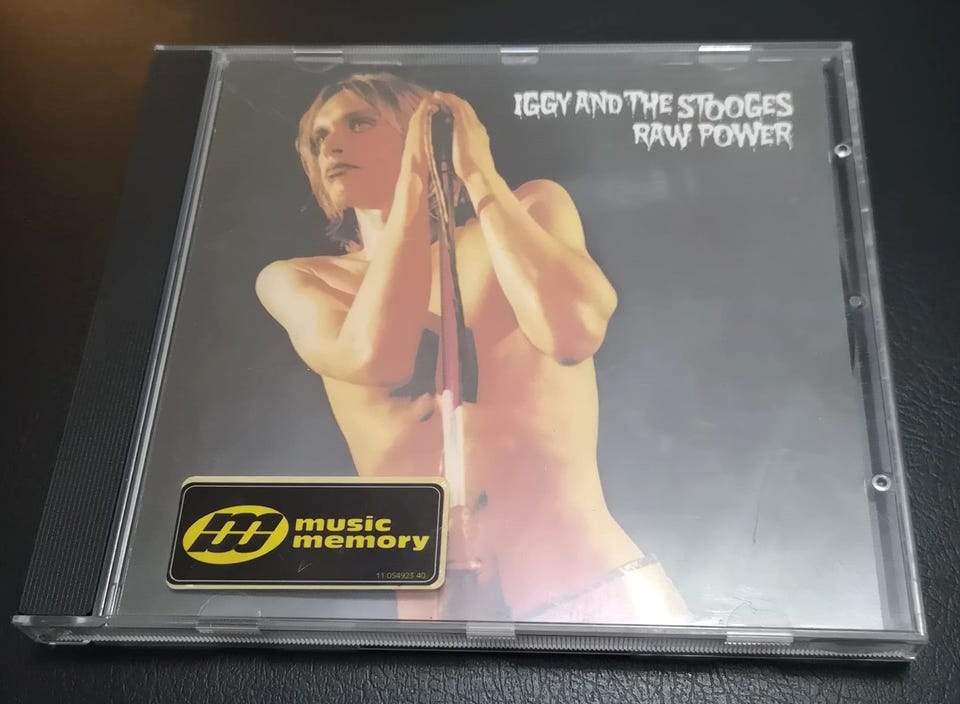 IGGY AND THE STOOGES
RAW POWER
m
music
memory
11 054923 40